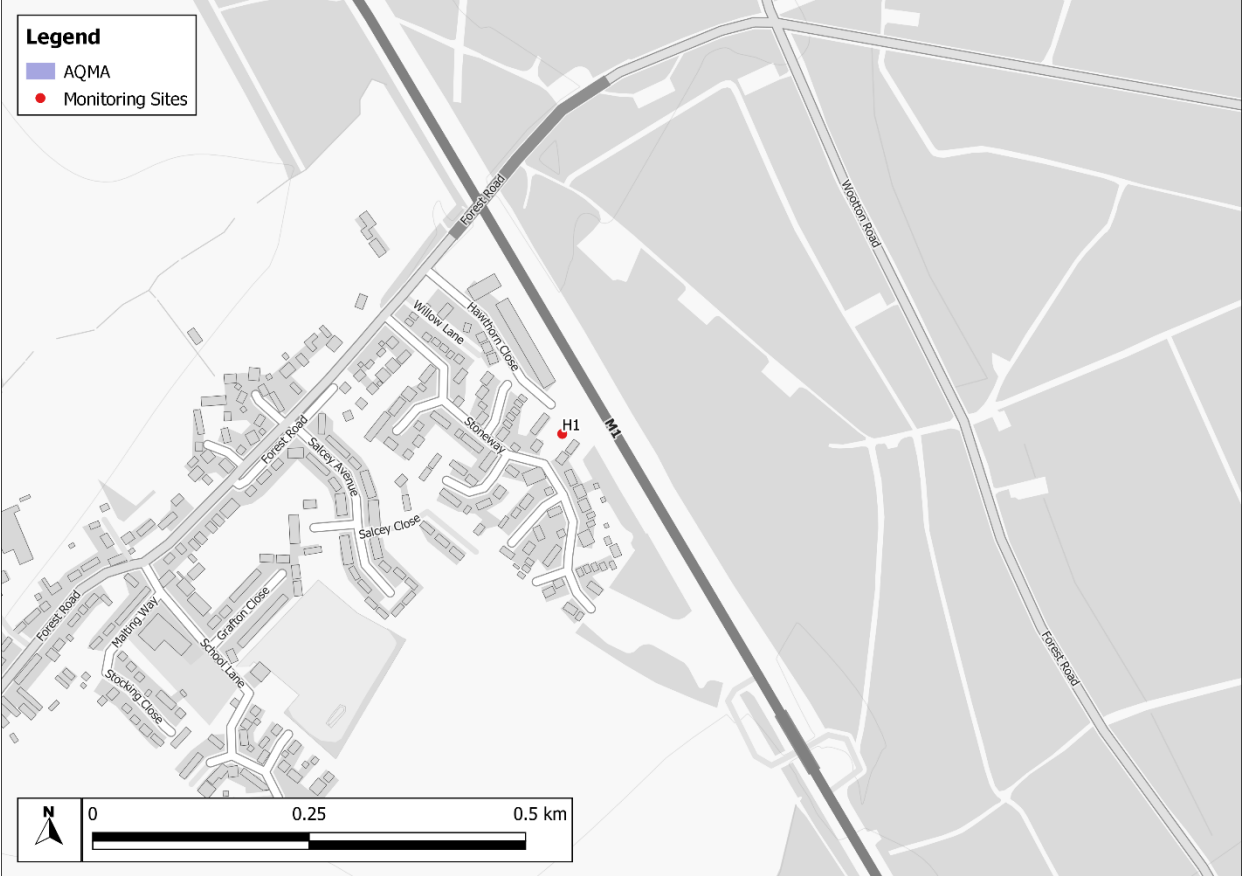 Legend
AQMA
Monitoring Sites
Forest Road
Wootton Road
Willow Lane
Hawthorn Close
H1
M1
Stoneway
Forest Road
Salcey Avenue
Salcey Close
Forest Road
Malting Way
Grafton Close
School Lane
Stocking Close
Forest Road
N
0
0.25
0.5 km